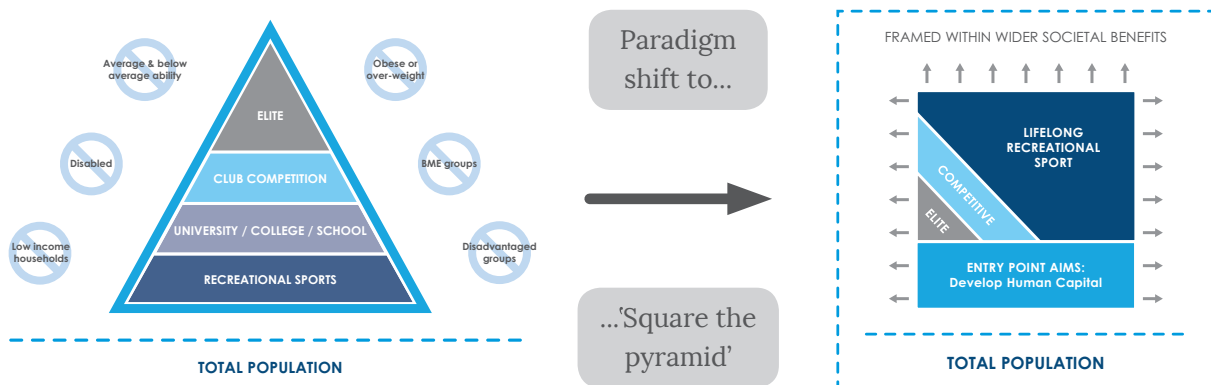 Average & below
average ability
Obese or
over-weight
ELITE
Disabled
BME groups
CLUB COMPETITION
UNIVERSITY / COLLEGE / SCHOOL
Low income
households
Disadvantaged
groups
RECREATIONAL SPORTS
TOTAL POPULATION
Paradigm
shift to...
...‘Square the
pyramid’
FRAMED WITHIN WIDER SOCIETAL BENEFITS
LIFELONG
RECREATIONAL
SPORT
COMPETITIVE
ELITE
ENTRY POINT AIMS:
Develop Human Capital
TOTAL POPULATION